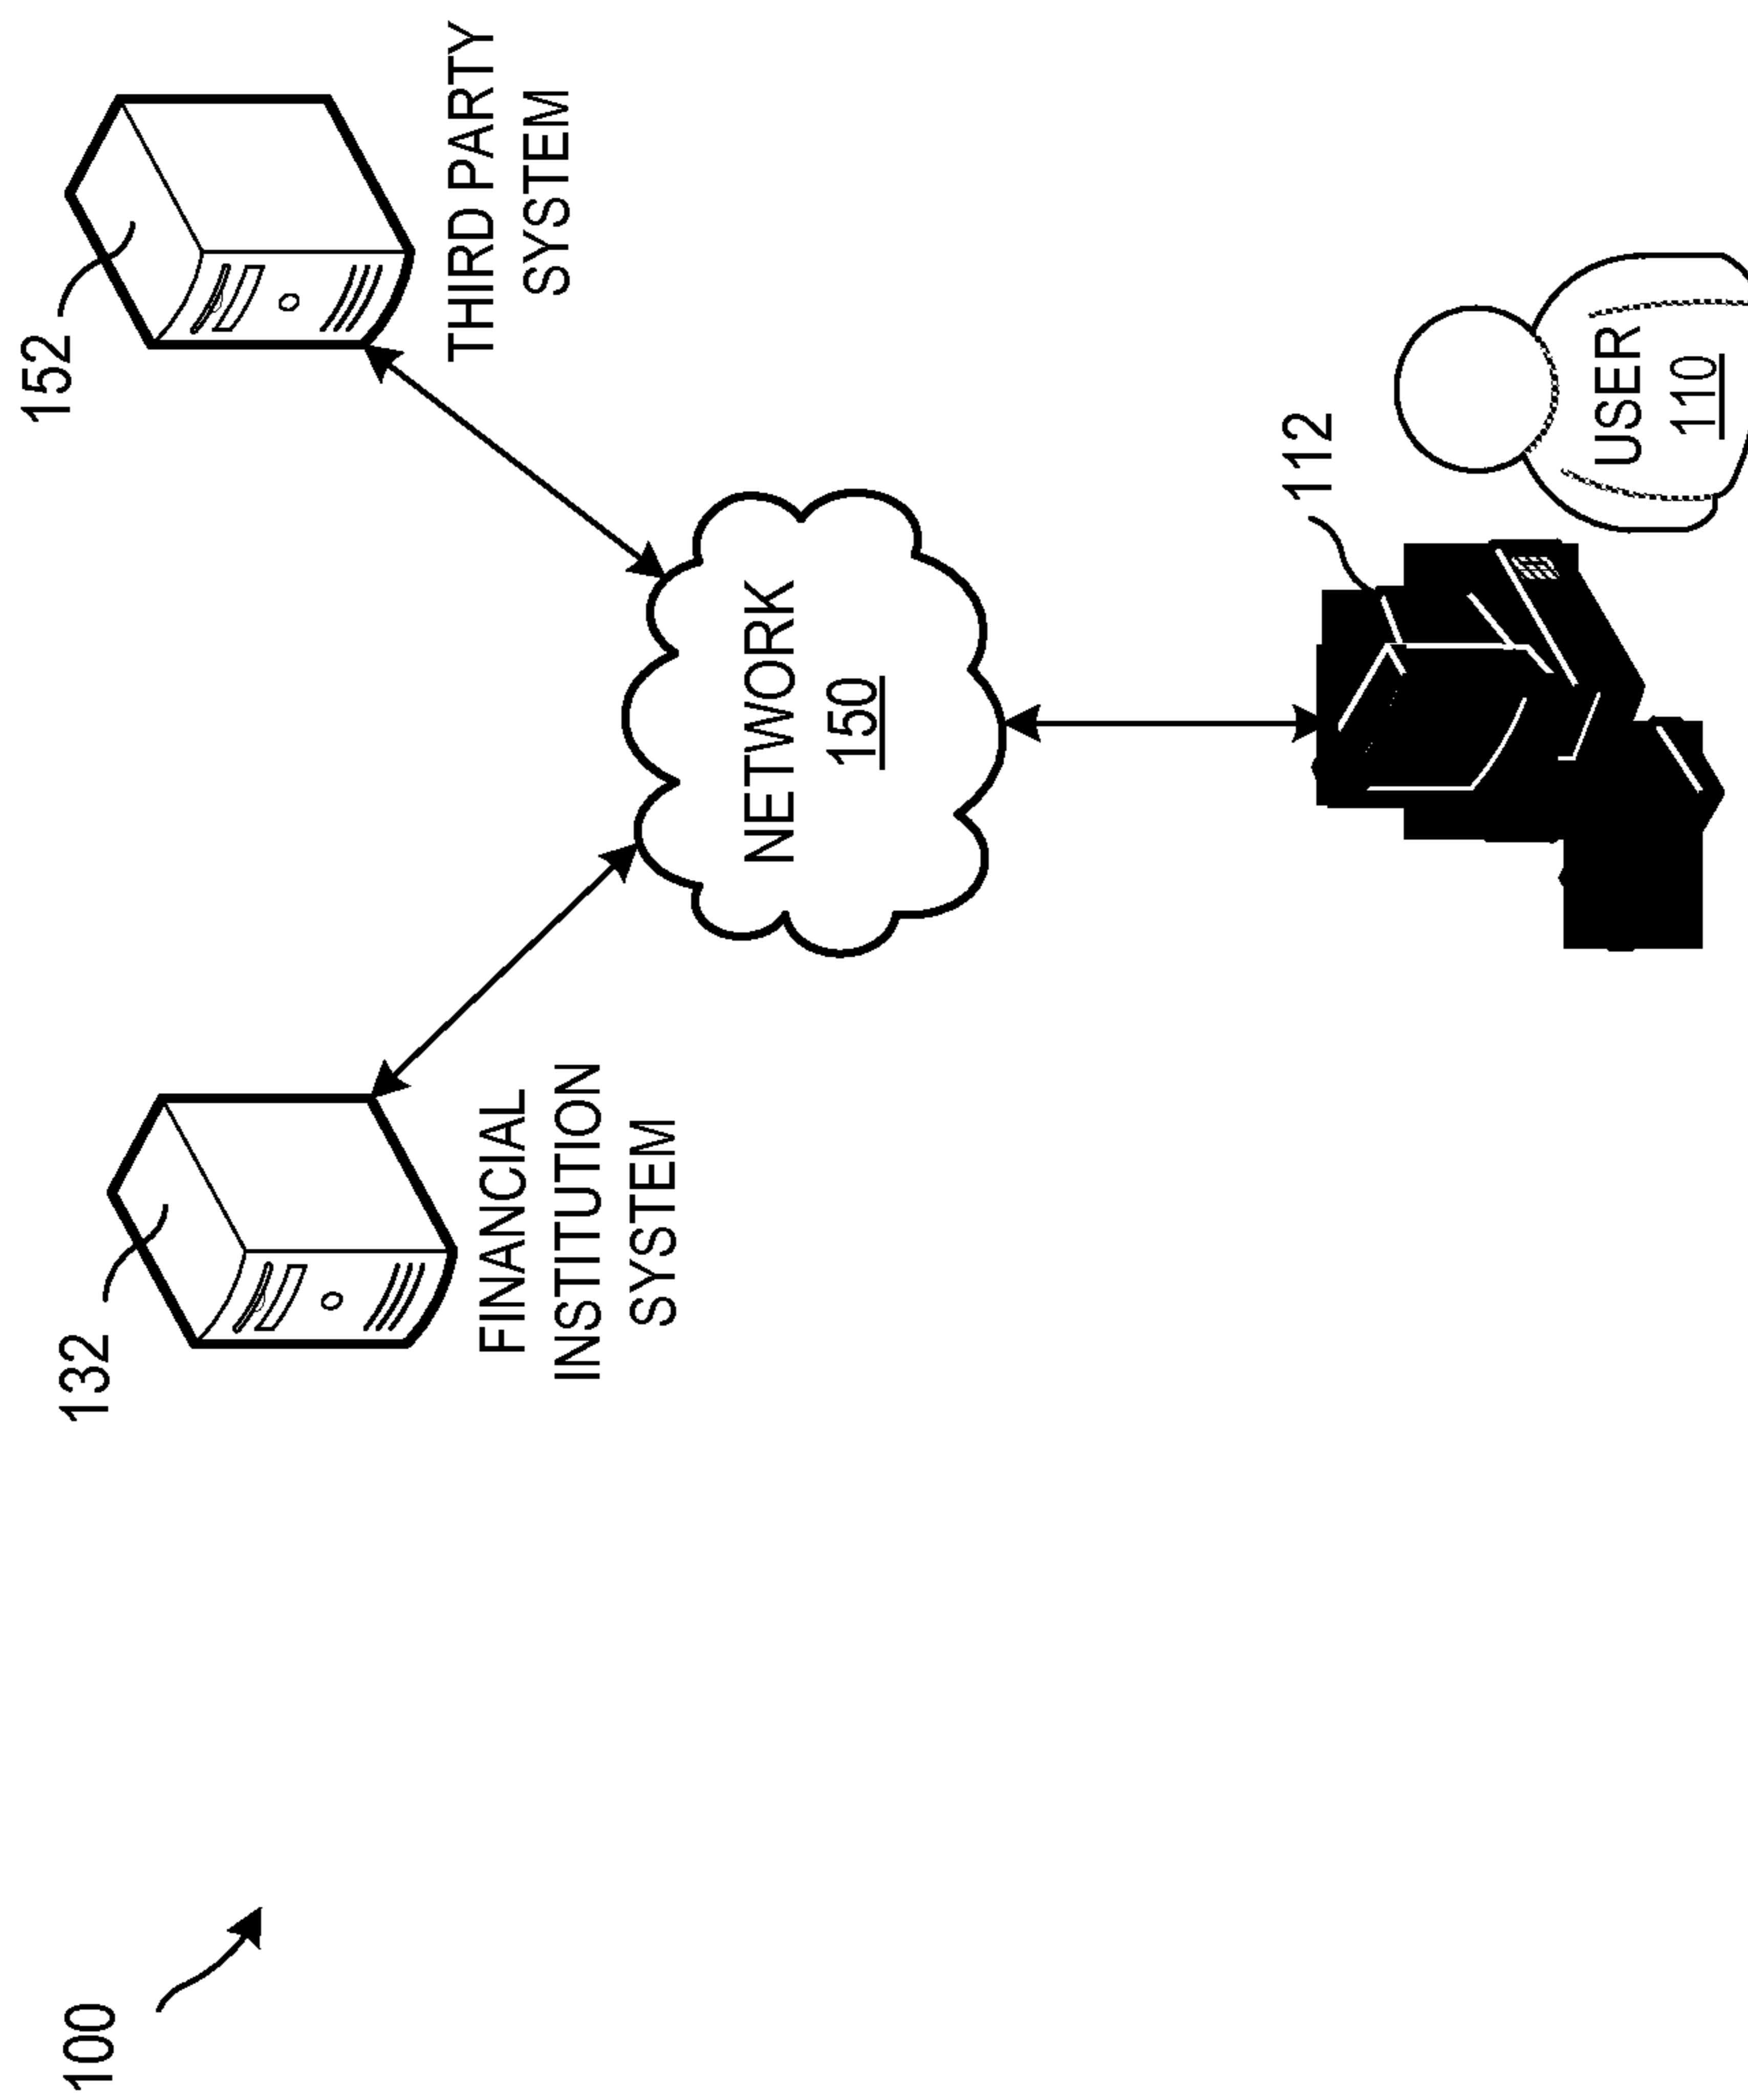 100
132
FINANCIAL
INSTITUTION
SYSTEM
152
THIRD PARTY
SYSTEM
NETWORK
150
112
USER
110